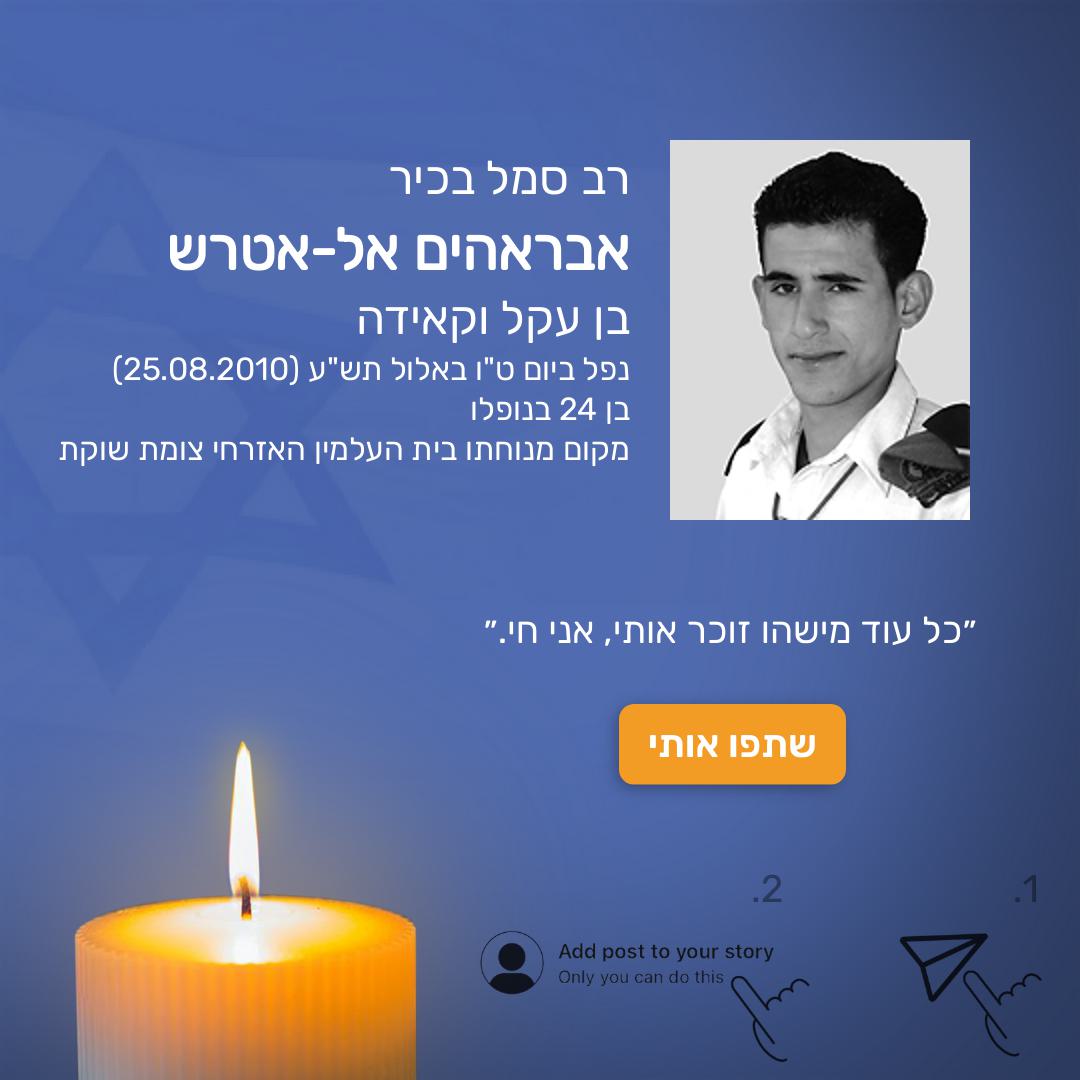 רב סמל בכיר
אבראהים אל-אטרש
בן עקל וקאידה
נפל ביום ט"ו באלול תש"ע (25.08.2010)
בן 24 בנופלו
מקום מנוחתו בית העלמין האזרחי צומת שוקת
״כל עוד מישהו זוכר אותי, אני חי.״
שתפו אותי
1.
2.
Add post to your story
Only you can do this